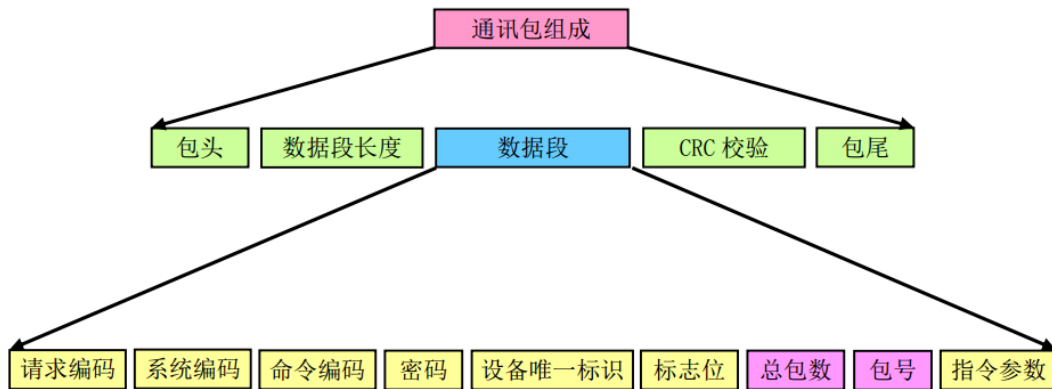 通讯包组成
包头 数据段长度 数据段 CRC 校验 包尾
请求编码 系统编码 命令编码 密码 设备唯一标识 标志位 总包数 包号 指令参数